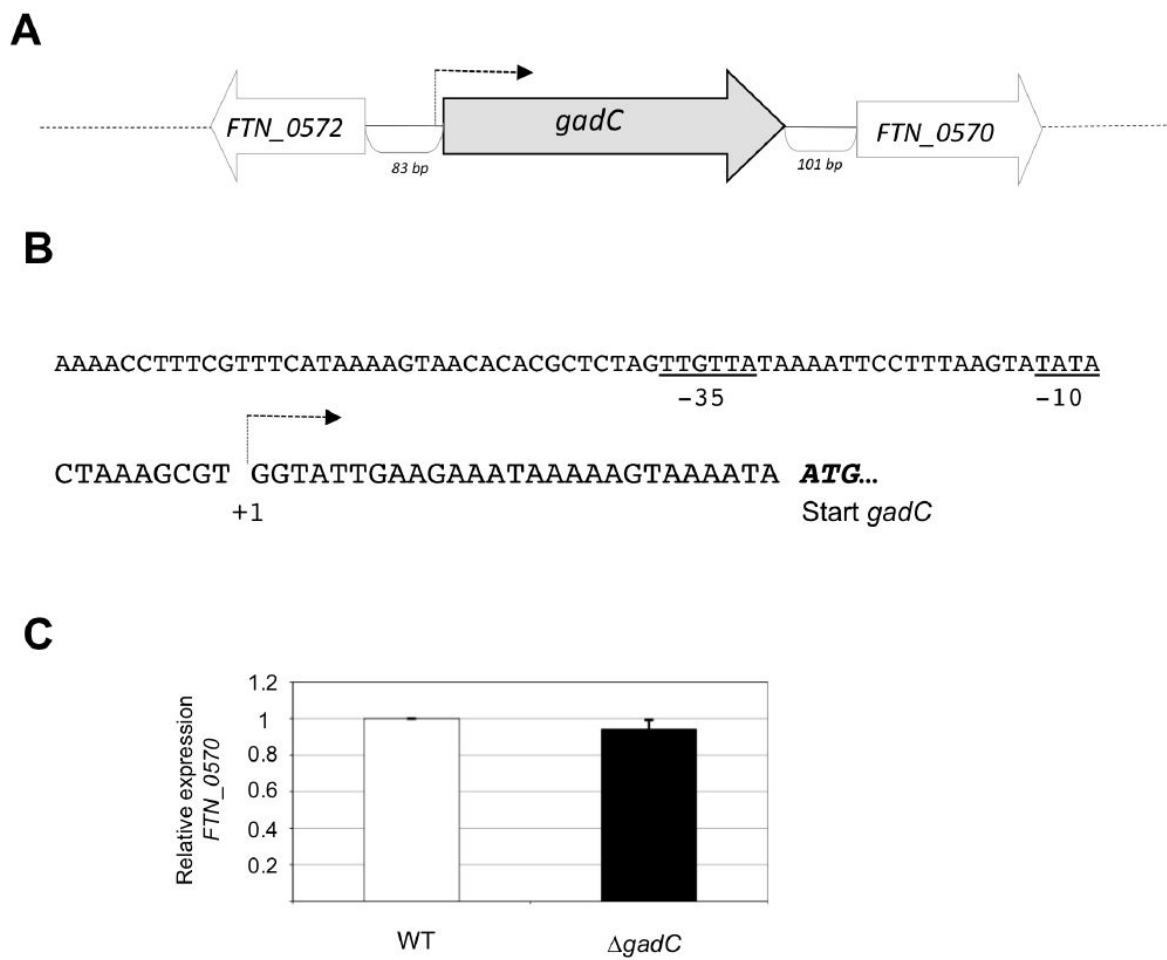 A
FTN_0572 gadC FTN_0570
83 bp 101 bp
B
AAAACCTTTCGTTTCATAAAAGTAACACACGCTCTAGTTGTTATAAAATTCCTTTAAGTATATA
-35 -10
CTAAAGCGT GGTATTGAAGAAATAAAAAGTAAAATA ATG...
+1 Start gadC
C
Relative expression
FTN_0570
1.2
1
0.8
0.6
0.4
0.2
WT ΔgadC